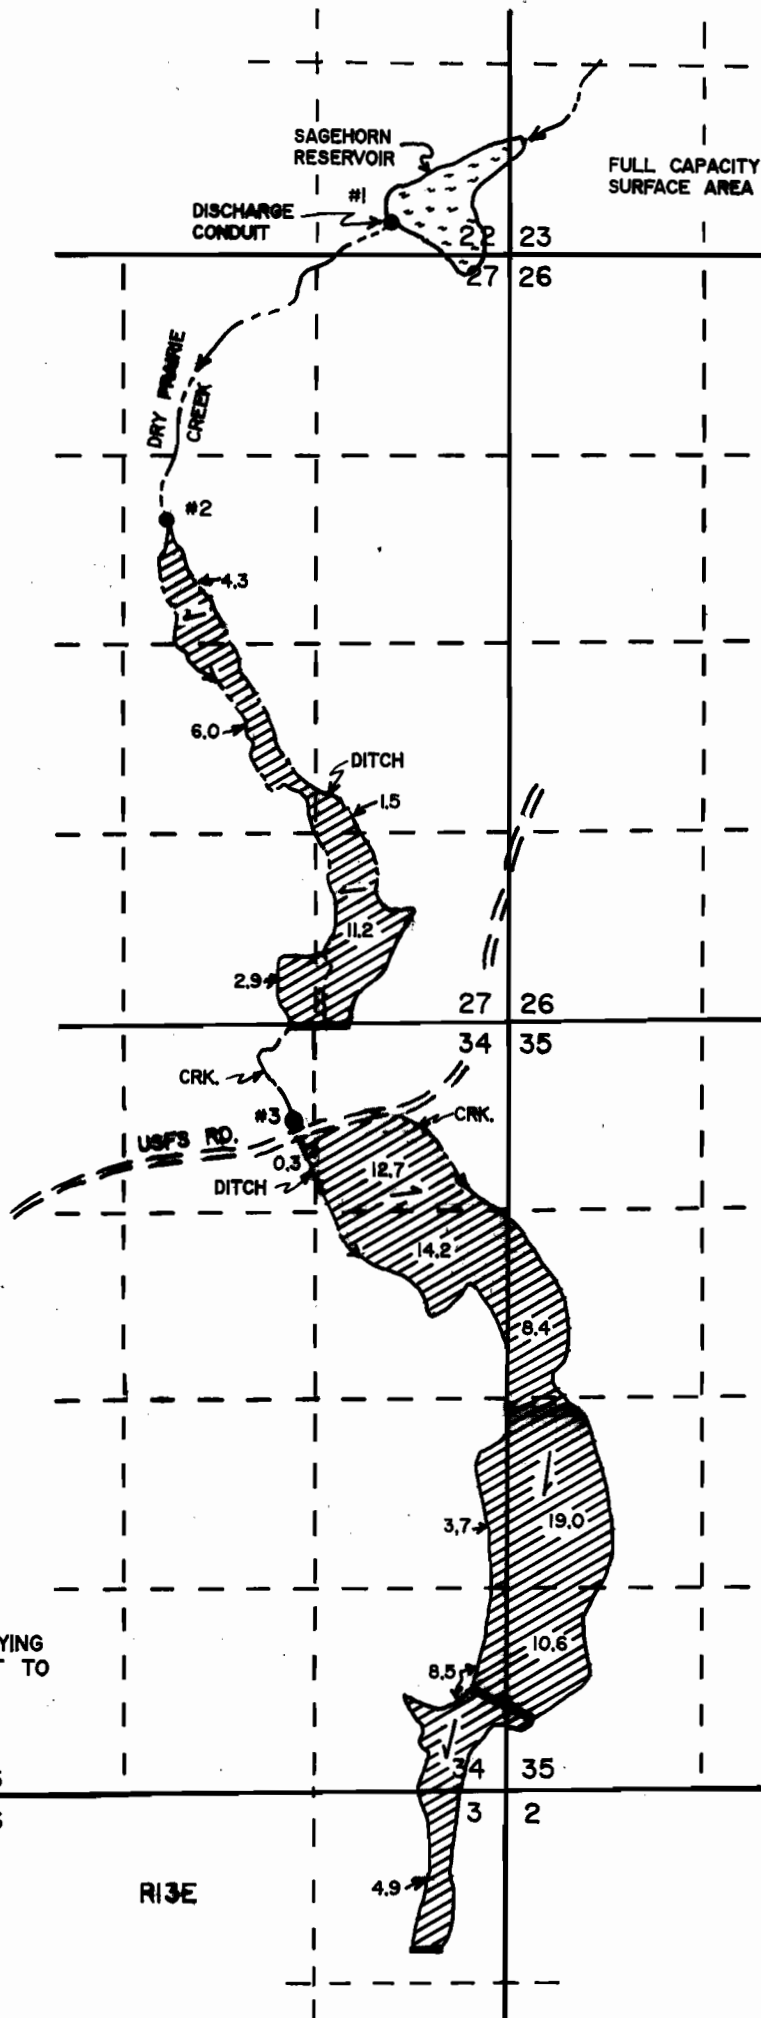 SAGEHORN
RESERVOIR
FULL CAPACITY
SURFACE AREA
#1
DISCHARGE
CONDUIT
22 23
27 26
DRY PRAIRIE
CREEK
#2
4.3
6.0
DITCH
1.5
11.2
2.9
27 26
34 35
CRK.
#3
CRK.
USFS RD.
0.3
12.7
DITCH
14.2
8.4
3.7
19.0
YING
TO
10.6
8.5
34 35
3 2
4.9
R13E